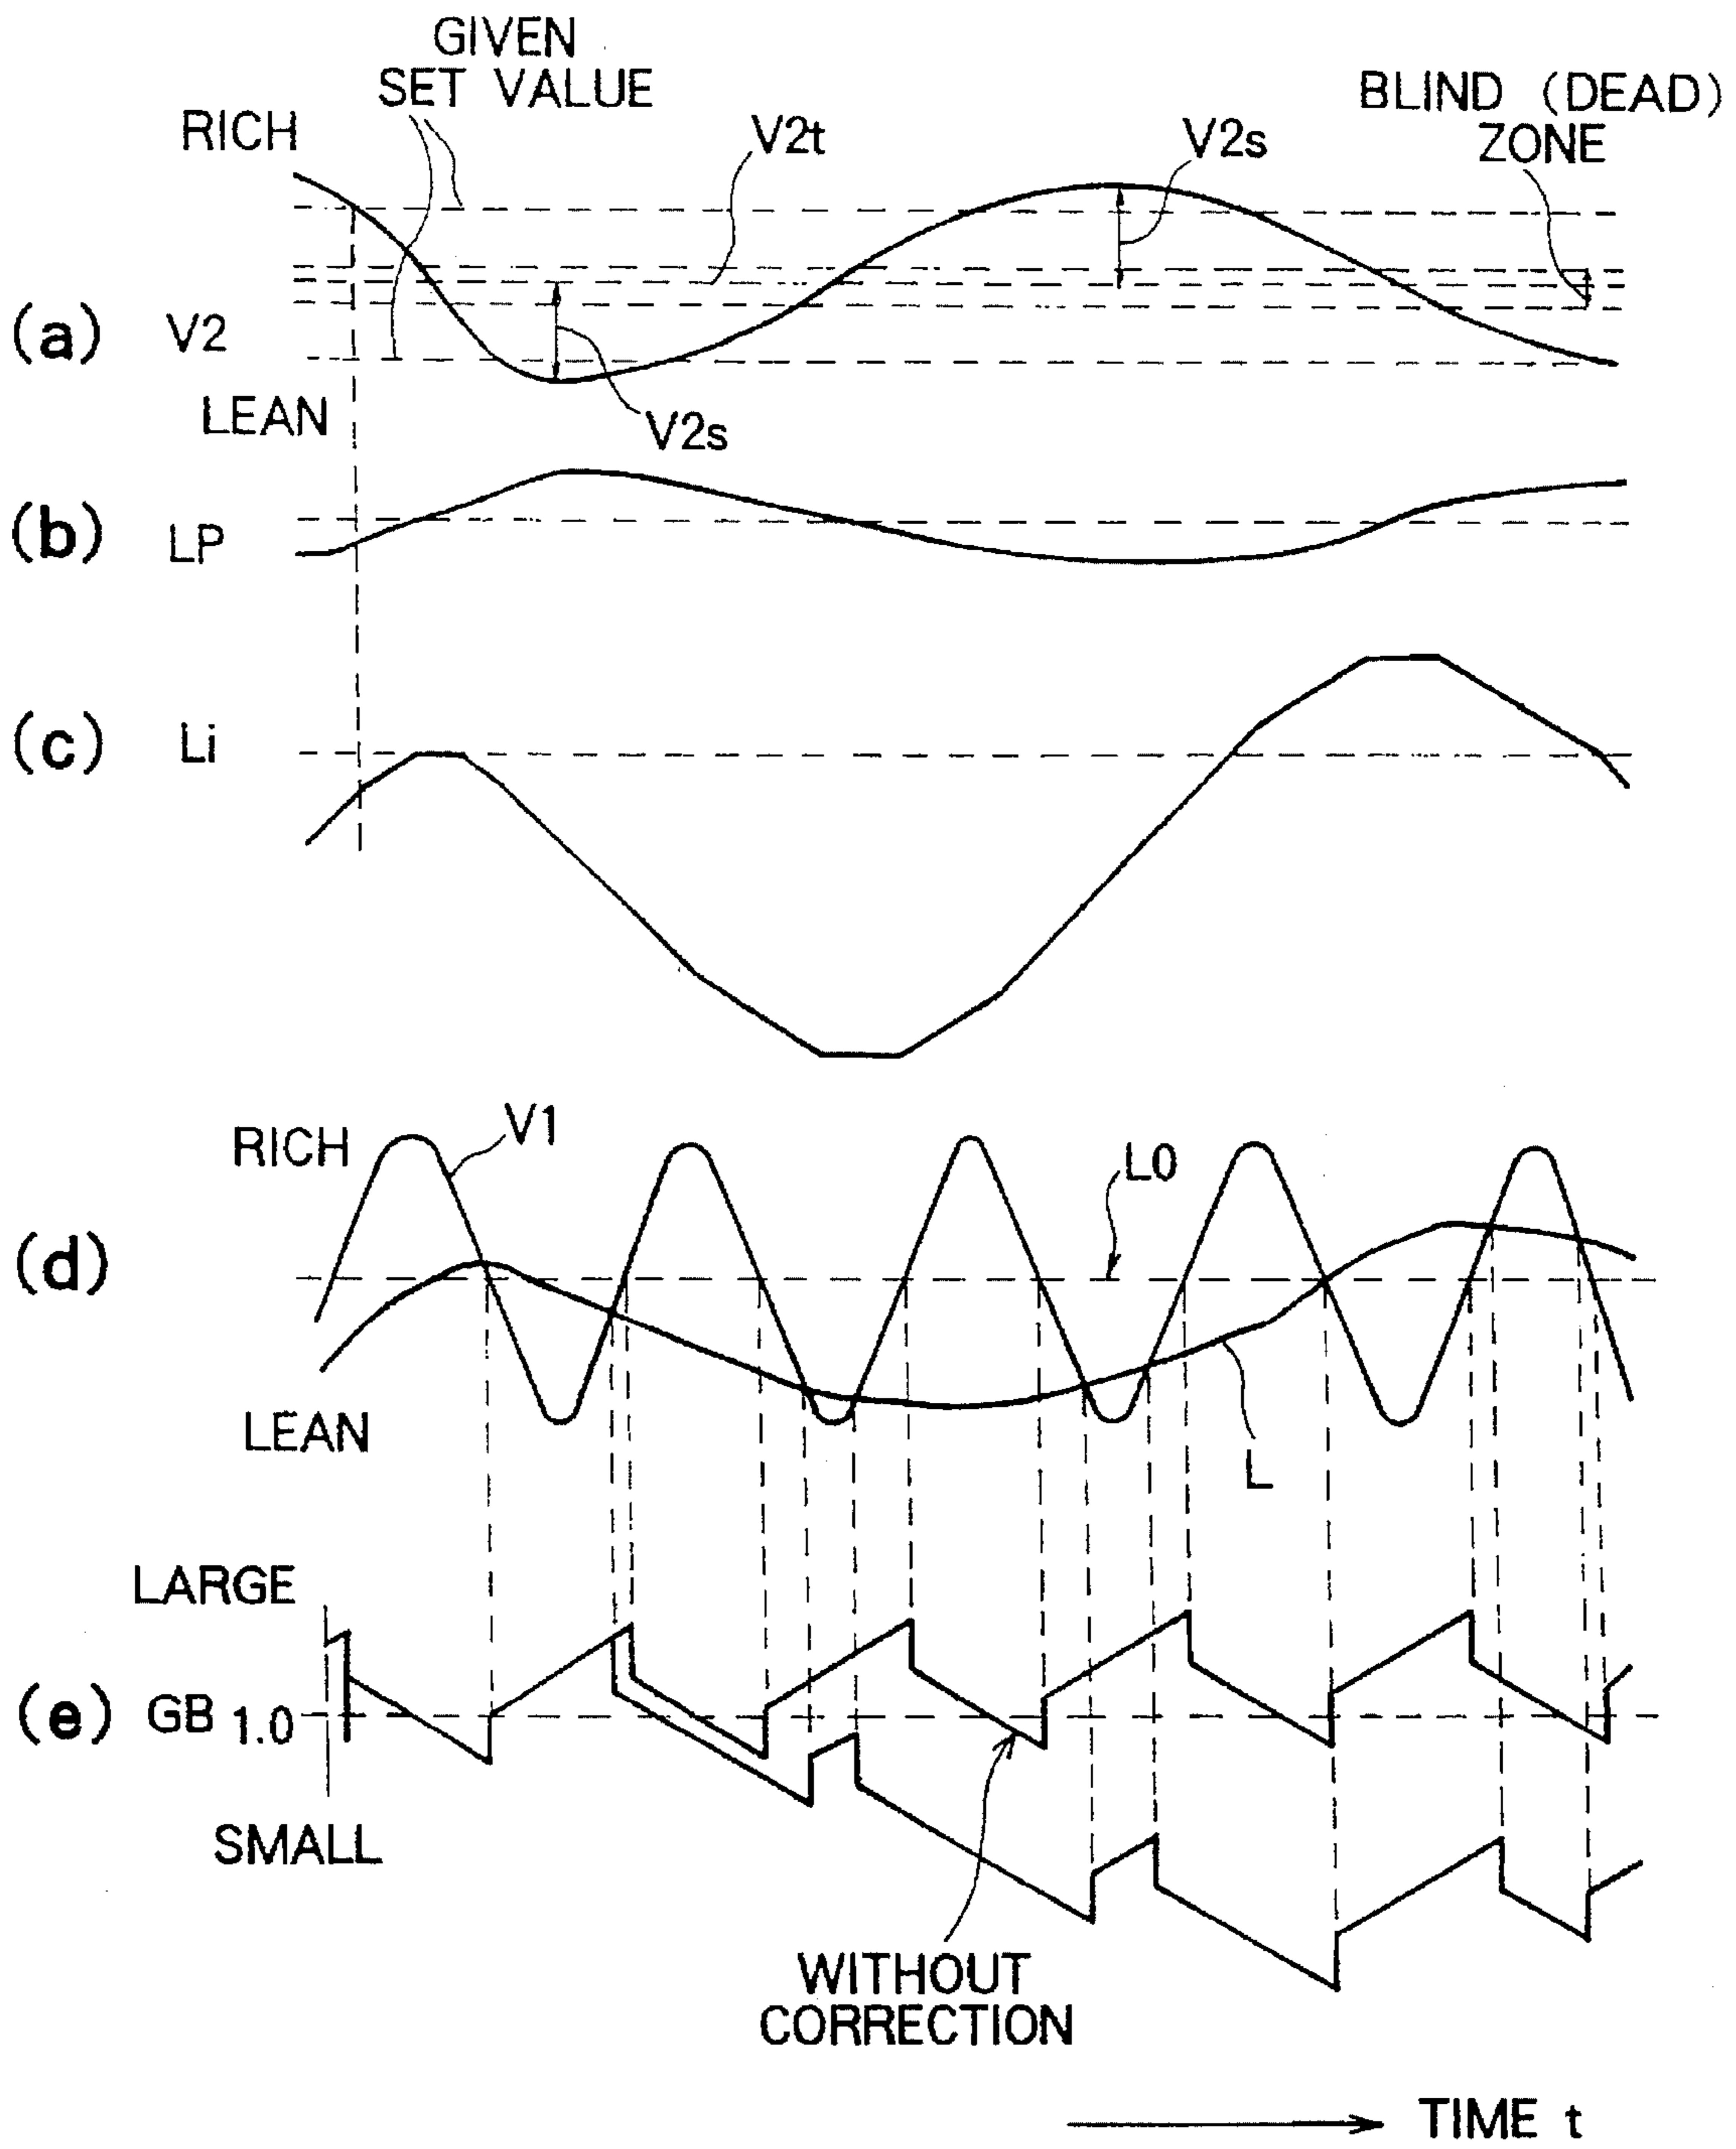 GIVEN
SET VALUE
RICH
V2t
V2s
BLIND (DEAD)
ZONE
(a)
V2
LEAN
V2s
(b)
LP
(c)
Li
RICH
V1
L0
(d)
LEAN
L
LARGE
(e)
GB 1.0
SMALL
WITHOUT
CORRECTION
TIME t